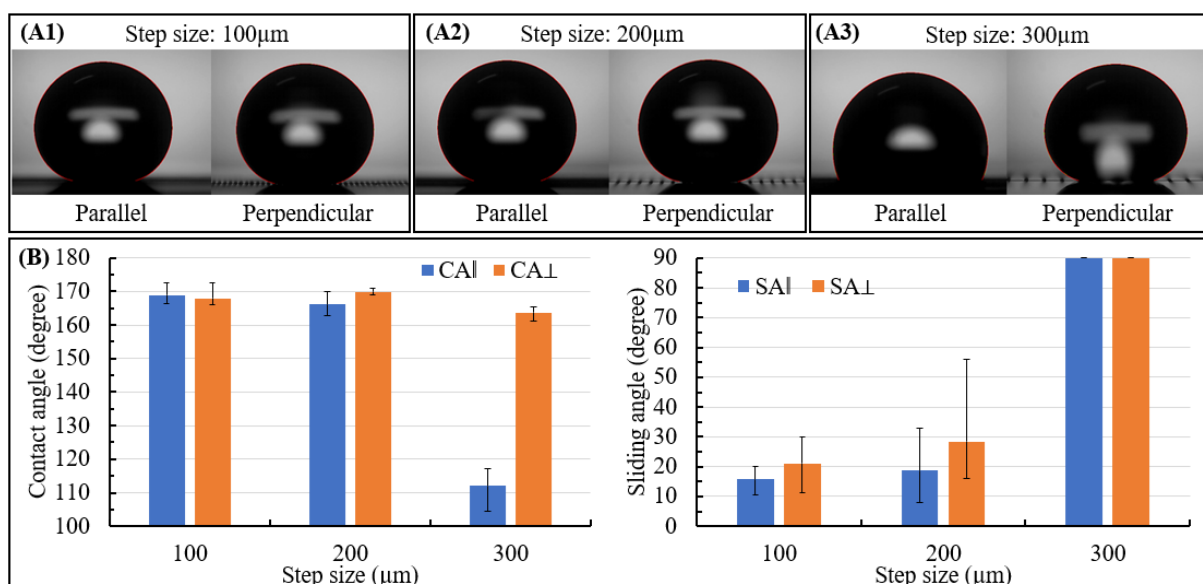 (A1) Step size: 100µm
Parallel Perpendicular
(A2) Step size: 200µm
Parallel Perpendicular
(A3) Step size: 300µm
Parallel Perpendicular
(B)
Contact angle (degree)
180
170
160
150
140
130
120
110
100
CA∥ CA⊥
100 200 300
Step size (µm)
Sliding angle (degree)
90
80
70
60
50
40
30
20
10
0
SA∥ SA⊥
100 200 300
Step size (µm)